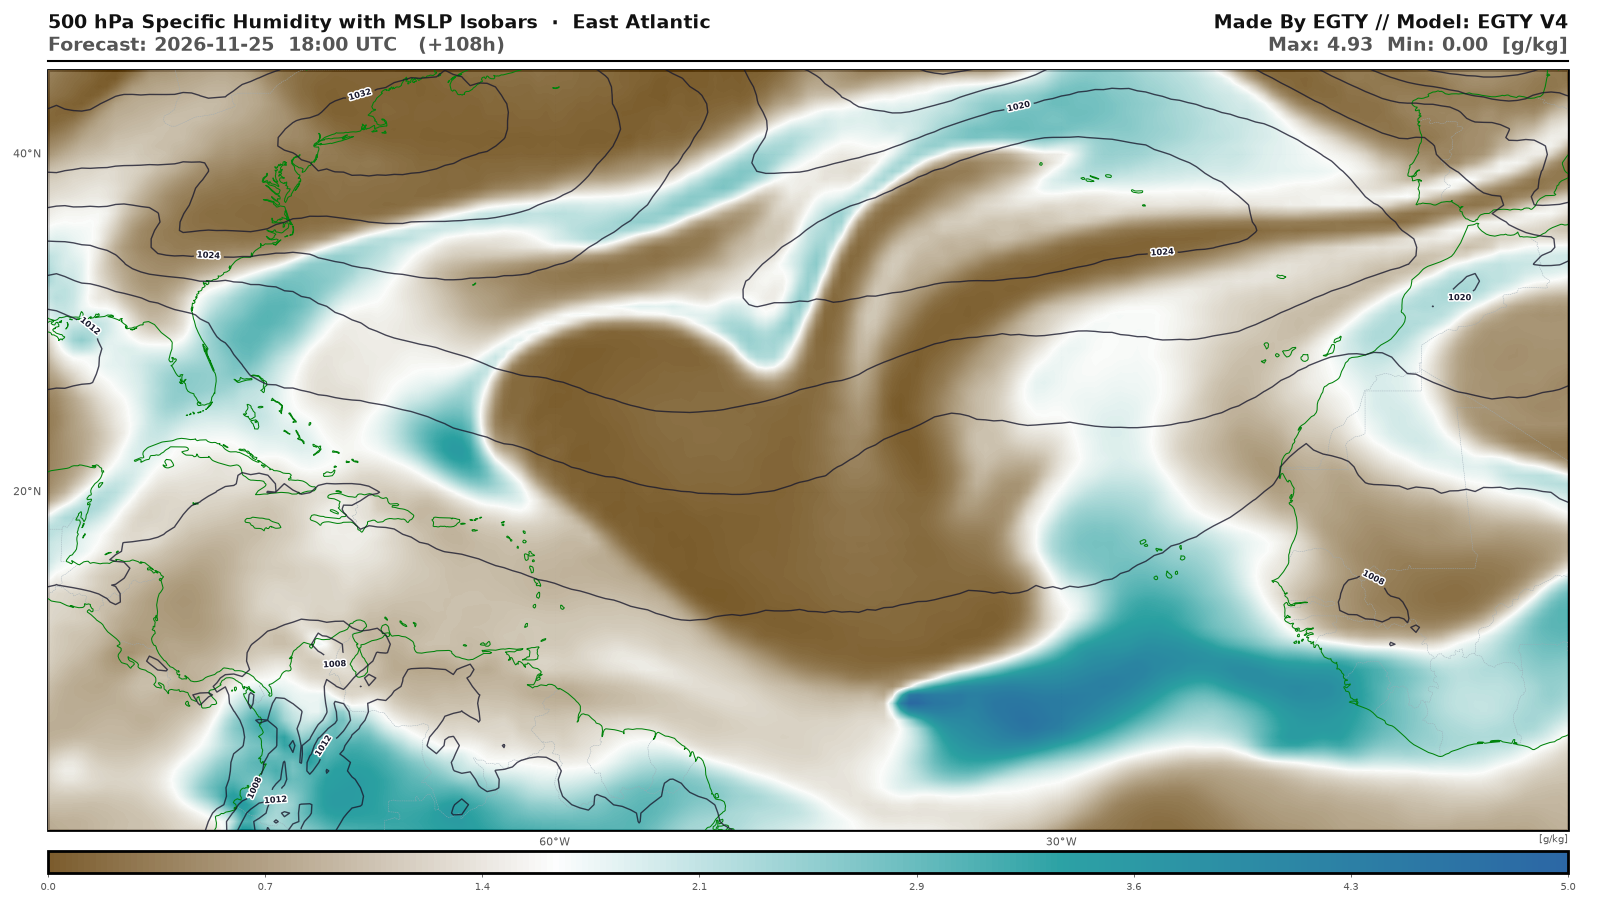 500 hPa Specific Humidity with MSLP Isobars · East Atlantic
Made By EGTY // Model: EGTY V4
Forecast: 2026-11-25 18:00 UTC (+108h)
Max: 4.93 Min: 0.00 [g/kg]
1032
1020
40°N
1024
1024
1020
1012
20°N
1008
1008
1012
1008
1012
60°W
30°W
[g/kg]
0.0
0.7
1.4
2.1
2.9
3.6
4.3
5.0